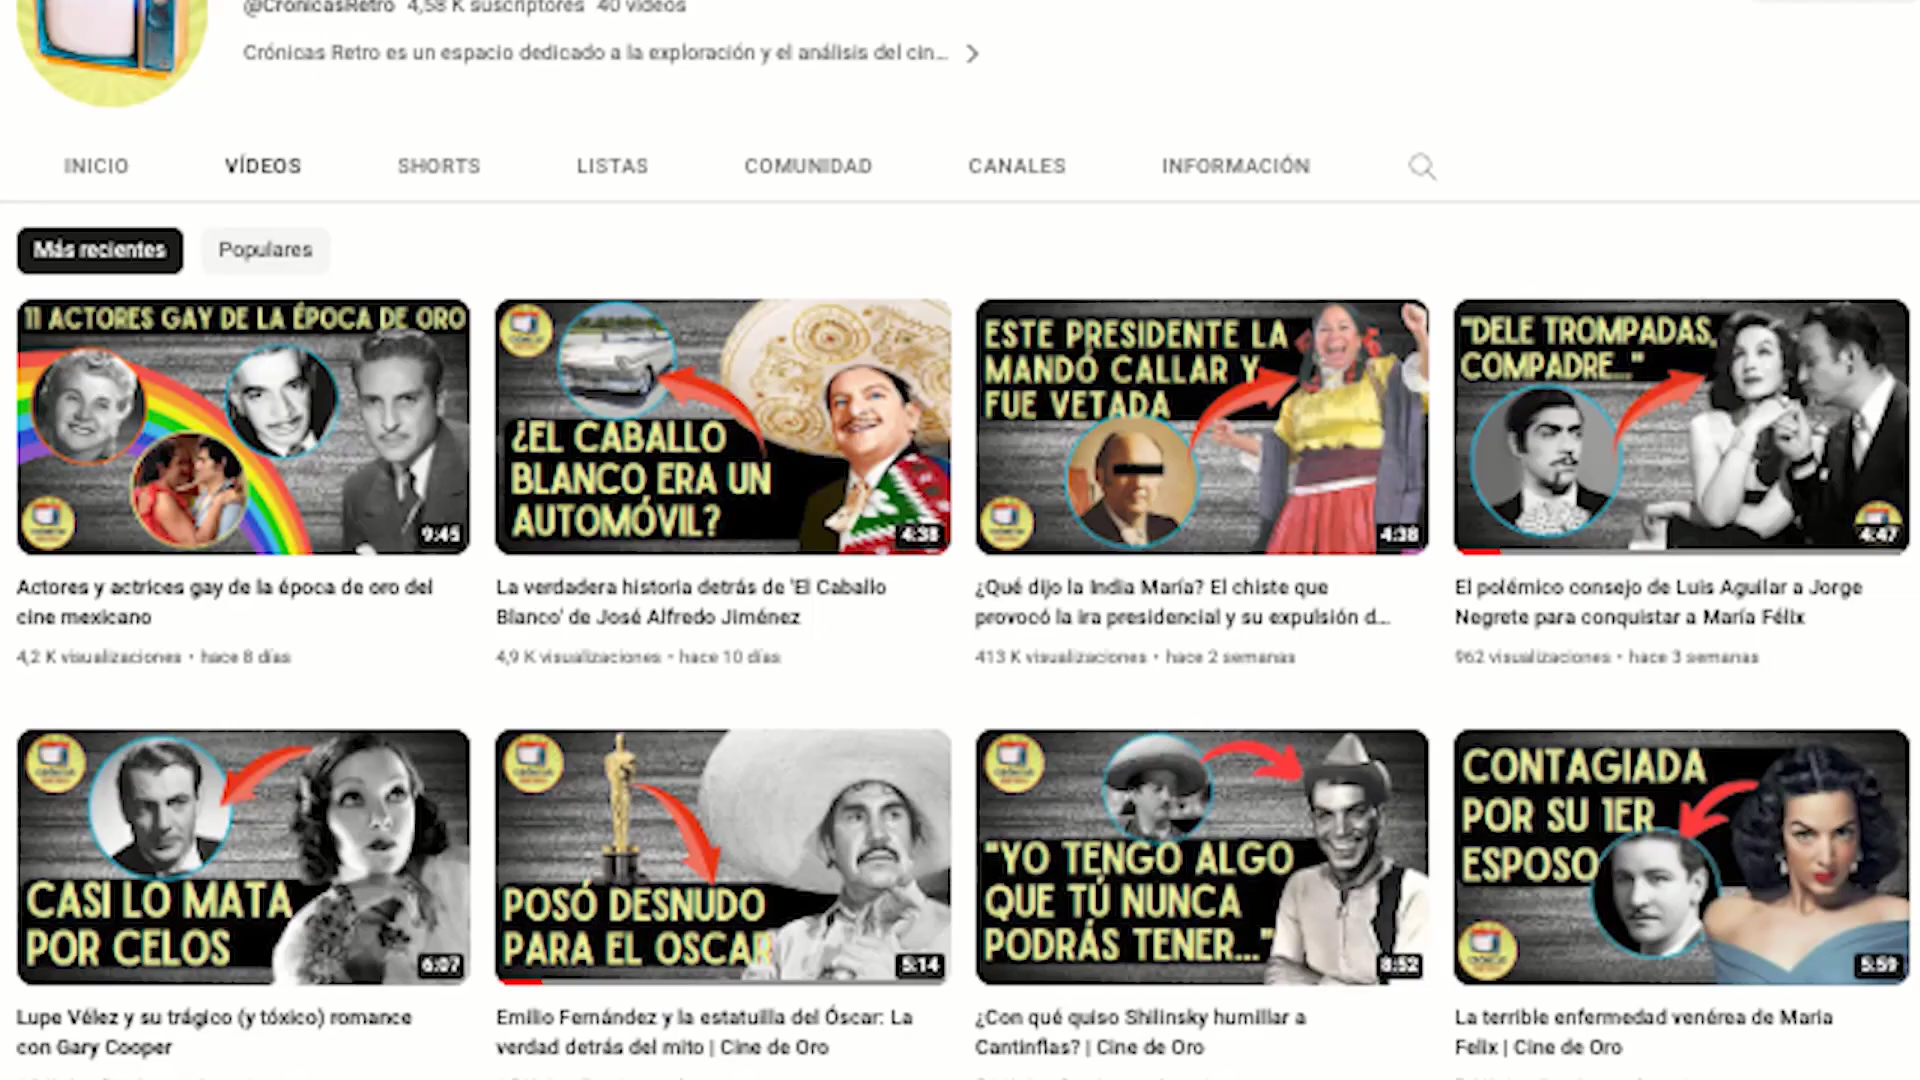 @CronicasRetro 4,58 K suscriptores 40 vídeos
Crónicas Retro es un espacio dedicado a la exploración y el análisis del cin...
INICIO VÍDEOS SHORTS LISTAS COMUNIDAD CANALES INFORMACIÓN
Más recientes Populares
11 ACTORES GAY DE LA ÉPOCA DE ORO
9:45
¿EL CABALLO
BLANCO ERA UN
AUTOMÓVIL?
4:38
ESTE PRESIDENTE LA
MANDÓ CALLAR Y
FUE VETADA
4:38
"DELE TROMPADAS,
COMPADRE..."
4:47
Actores y actrices gay de la época de oro del
cine mexicano
4,2 K visualizaciones • hace 8 días
La verdadera historia detrás de 'El Caballo
Blanco' de José Alfredo Jiménez
4,9 K visualizaciones • hace 10 días
¿Qué dijo la India María? El chiste que
provocó la ira presidencial y su expulsión d...
413 K visualizaciones • hace 2 semanas
El polémico consejo de Luis Aguilar a Jorge
Negrete para conquistar a María Félix
962 visualizaciones • hace 3 semanas
CASI LO MATA
POR CELOS
6:07
POSÓ DESNUDO
PARA EL OSCAR
5:14
"YO TENGO ALGO
QUE TÚ NUNCA
PODRÁS TENER..."
8:52
CONTAGIADA
POR SU 1ER
ESPOSO
5:59
Lupe Vélez y su trágico (y tóxico) romance
con Gary Cooper
Emilio Fernández y la estatuilla del Óscar: La
verdad detrás del mito | Cine de Oro
¿Con qué quiso Shilinsky humillar a
Cantinflas? | Cine de Oro
La terrible enfermedad venérea de Maria
Felix | Cine de Oro